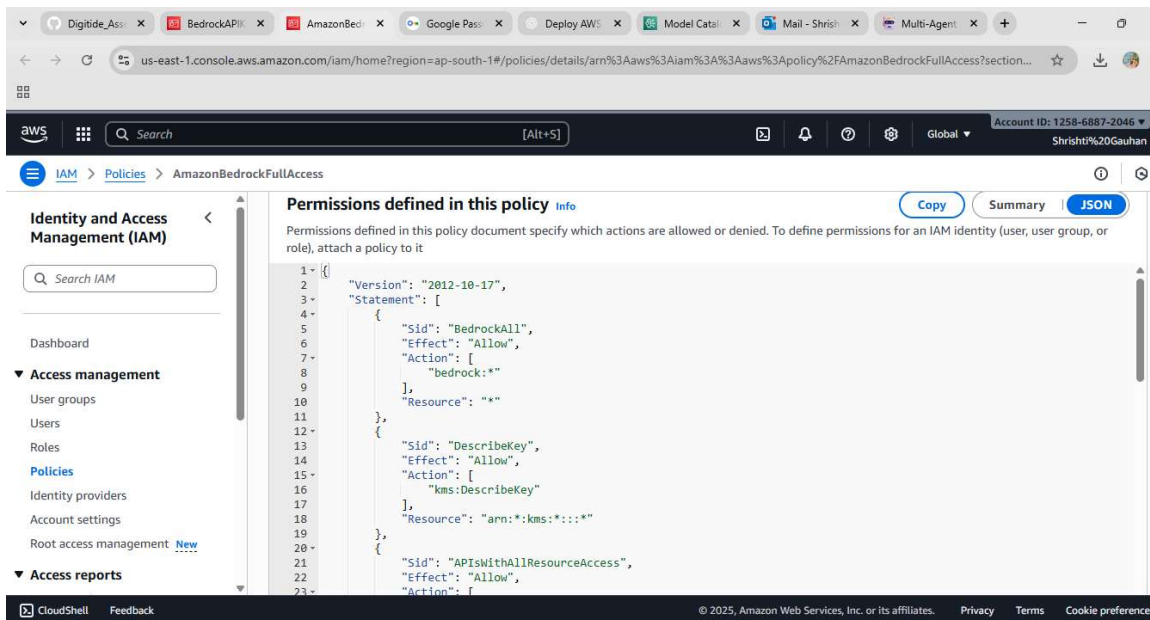 Digitide_Ass
BedrockAPIK
AmazonBedr
Google Pass
Deploy AWS
Model Catal
Mail - Shrish
Multi-Agent
us-east-1.console.aws.amazon.com/iam/home?region=ap-south-1#/policies/details/arn%3Aaws%3Aiam%3A%3Aaws%3Apolicy%2FAmazonBedrockFullAccess?section...
aws
Search
[Alt+S]
Global
Account ID: 1258-6887-2046
Shrishti%20Gauhan
IAM > Policies > AmazonBedrockFullAccess
Identity and Access
Management (IAM)
Search IAM
Dashboard
Access management
User groups
Users
Roles
Policies
Identity providers
Account settings
Root access management New
Access reports
Permissions defined in this policy Info
Copy
Summary
JSON
Permissions defined in this policy document specify which actions are allowed or denied. To define permissions for an IAM identity (user, user group, or
role), attach a policy to it
1 {
2 "Version": "2012-10-17",
3 "Statement": [
4 {
5 "Sid": "BedrockAll",
6 "Effect": "Allow",
7 "Action": [
8 "bedrock:*"
9 ],
10 "Resource": "*"
11 },
12 {
13 "Sid": "DescribeKey",
14 "Effect": "Allow",
15 "Action": [
16 "kms:DescribeKey"
17 ],
18 "Resource": "arn:*:kms:*:::*"
19 },
20 {
21 "Sid": "APIsWithAllResourceAccess",
22 "Effect": "Allow",
23 "Action": [
CloudShell
Feedback
© 2025, Amazon Web Services, Inc. or its affiliates.
Privacy
Terms
Cookie preference